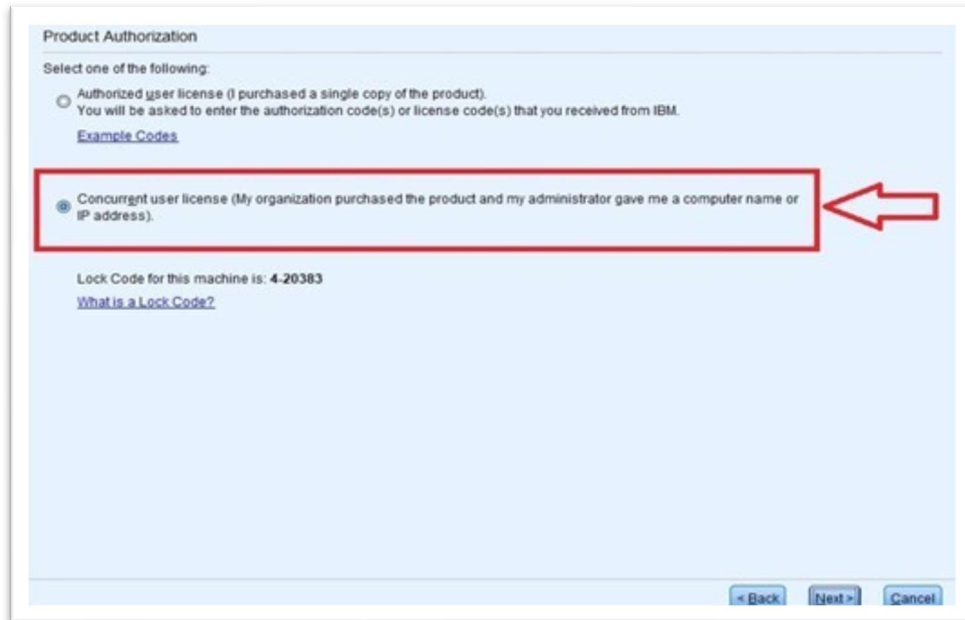 Product Authorization
Select one of the following:
Authorized user license (I purchased a single copy of the product).
You will be asked to enter the authorization code(s) or license code(s) that you received from IBM.
Example Codes
Concurrent user license (My organization purchased the product and my administrator gave me a computer name or
IP address).
Lock Code for this machine is: 4-20383
What is a Lock Code?
< Back Next > Cancel